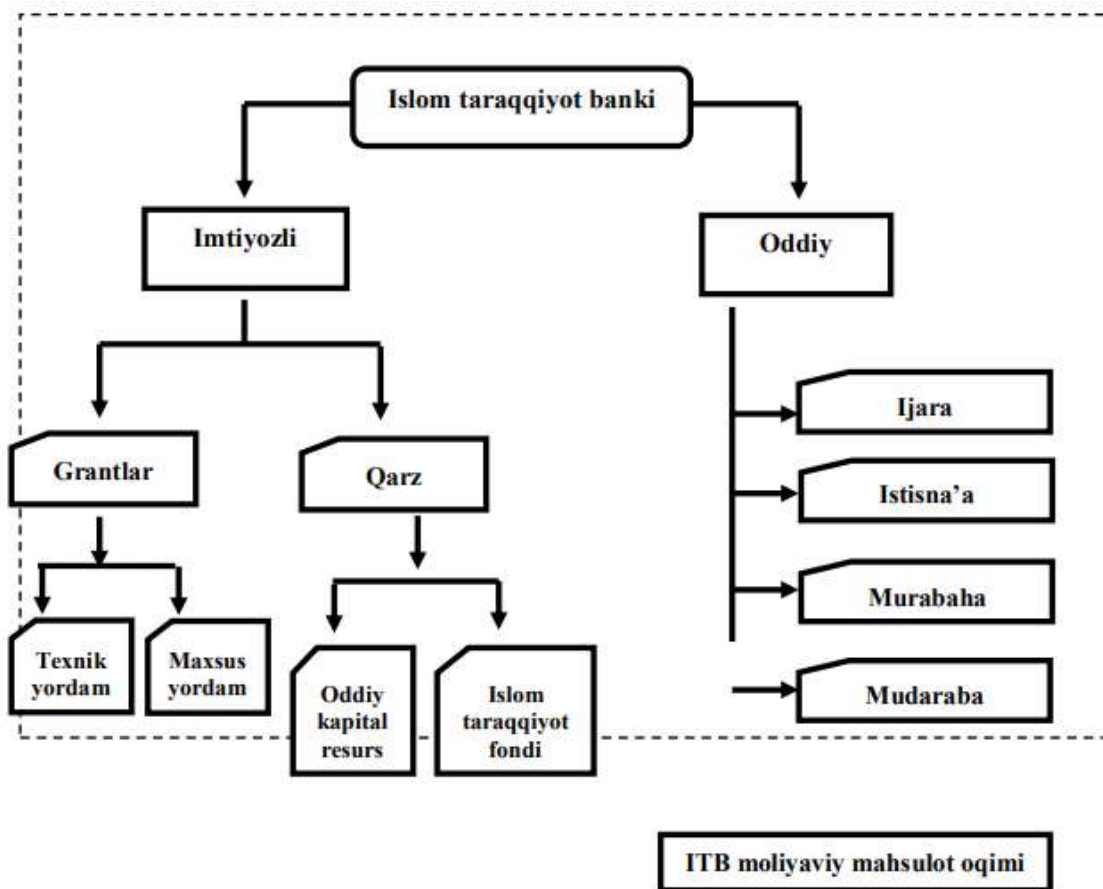 Islom taraqqiyot banki
Imtiyozli
Oddiy
Grantlar
Qarz
Ijara
Istisna’a
Murabaha
Mudaraba
Texnik
yordam
Maxsus
yordam
Oddiy
kapital
resurs
Islom
taraqqiyot
fondi
ITB moliyaviy mahsulot oqimi